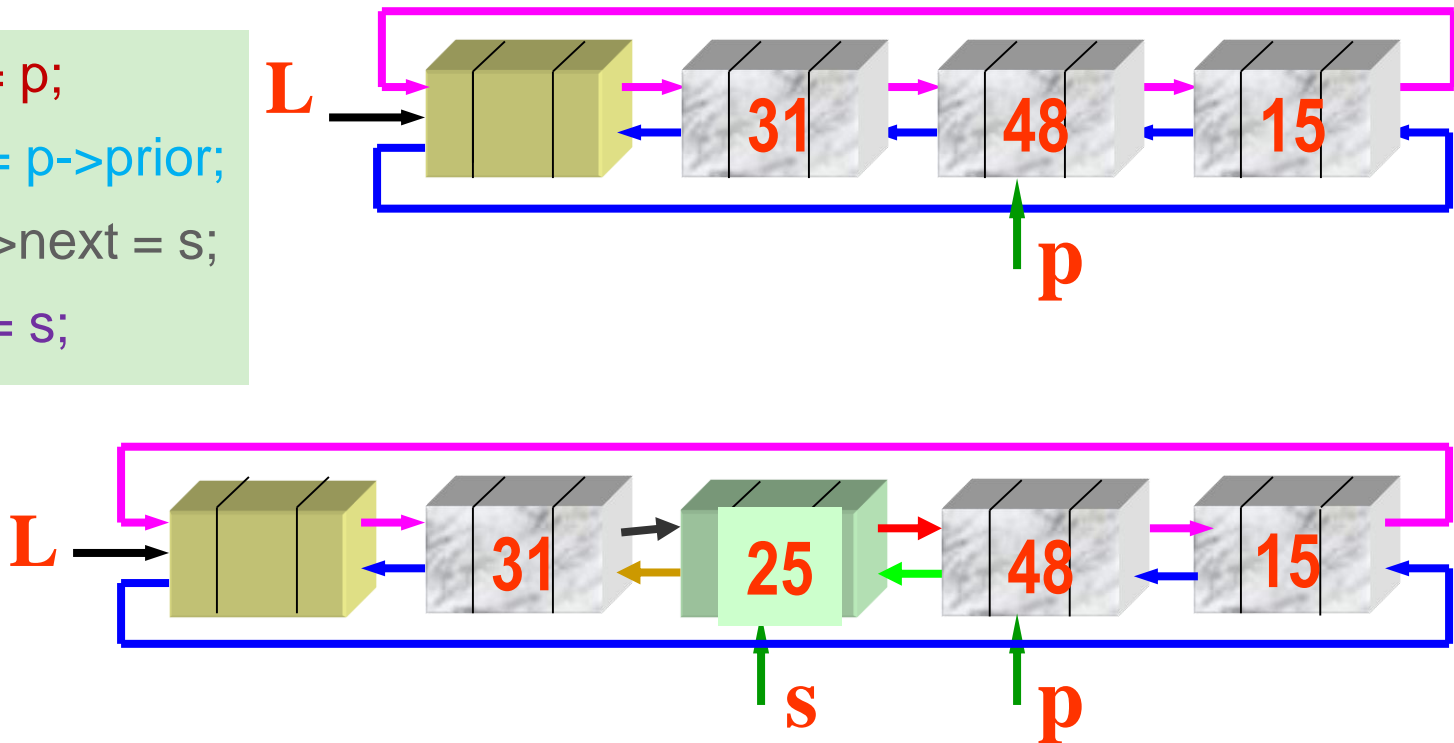 = p;
= p->prior;
>next = s;
= s;
L
31 48 15
p
L
31 25 48 15
s p